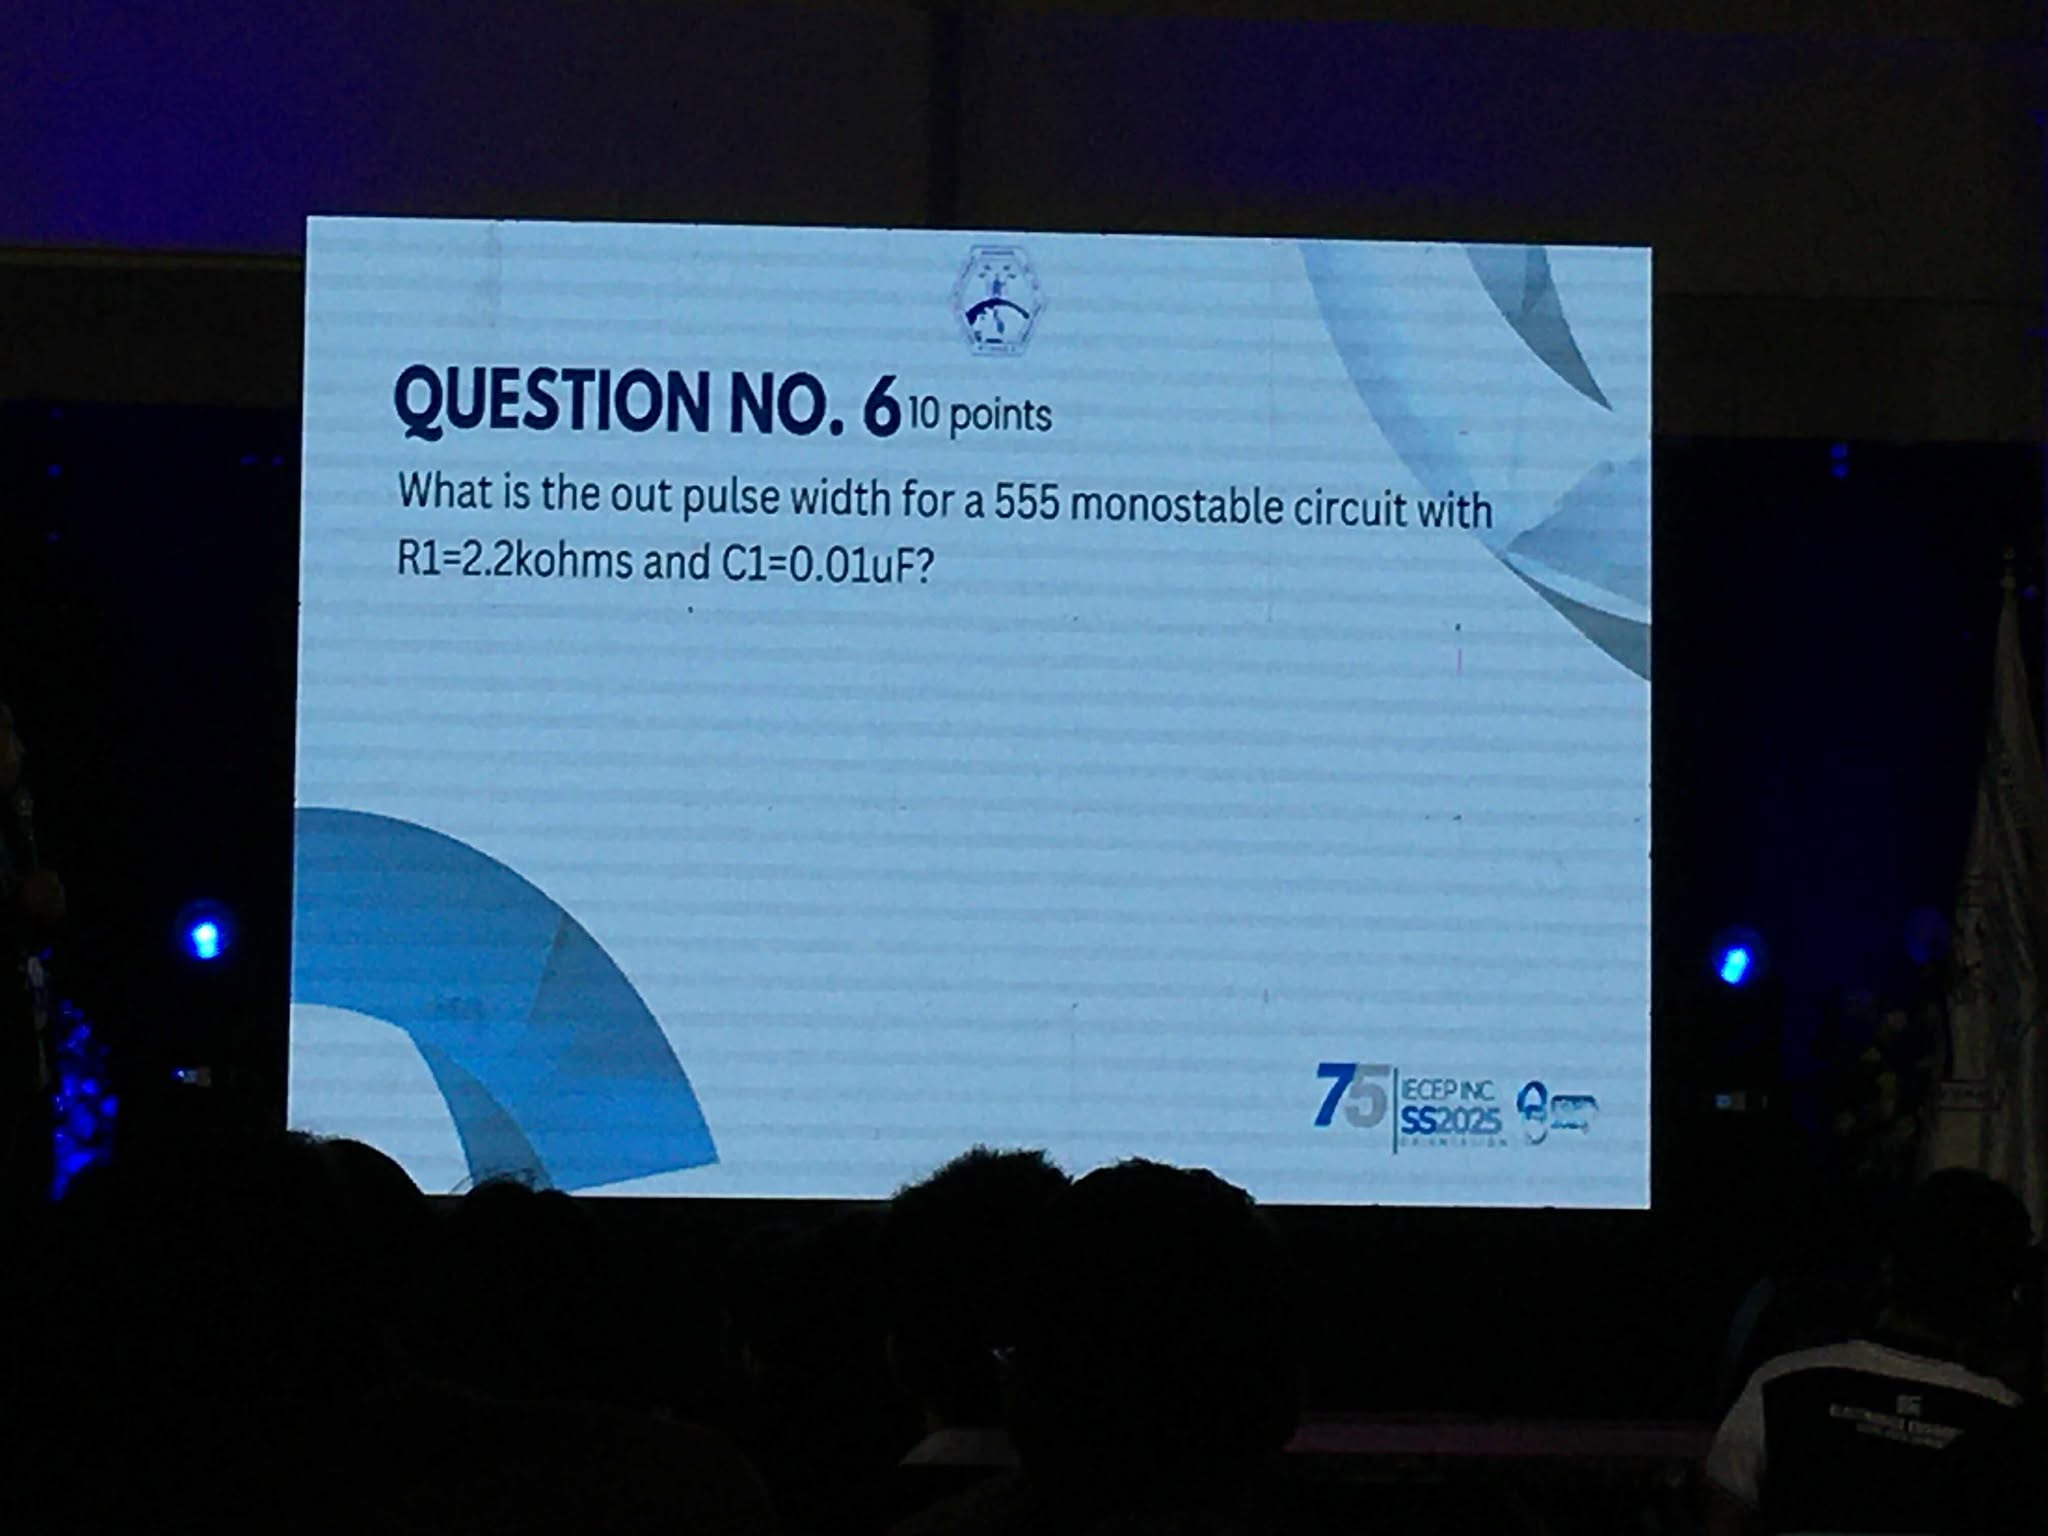 QUESTION NO. 6 10 points
What is the out pulse width for a 555 monostable circuit with
R1=2.2kohms and C1=0.01uF?
75 IECEP INC.
SS2025